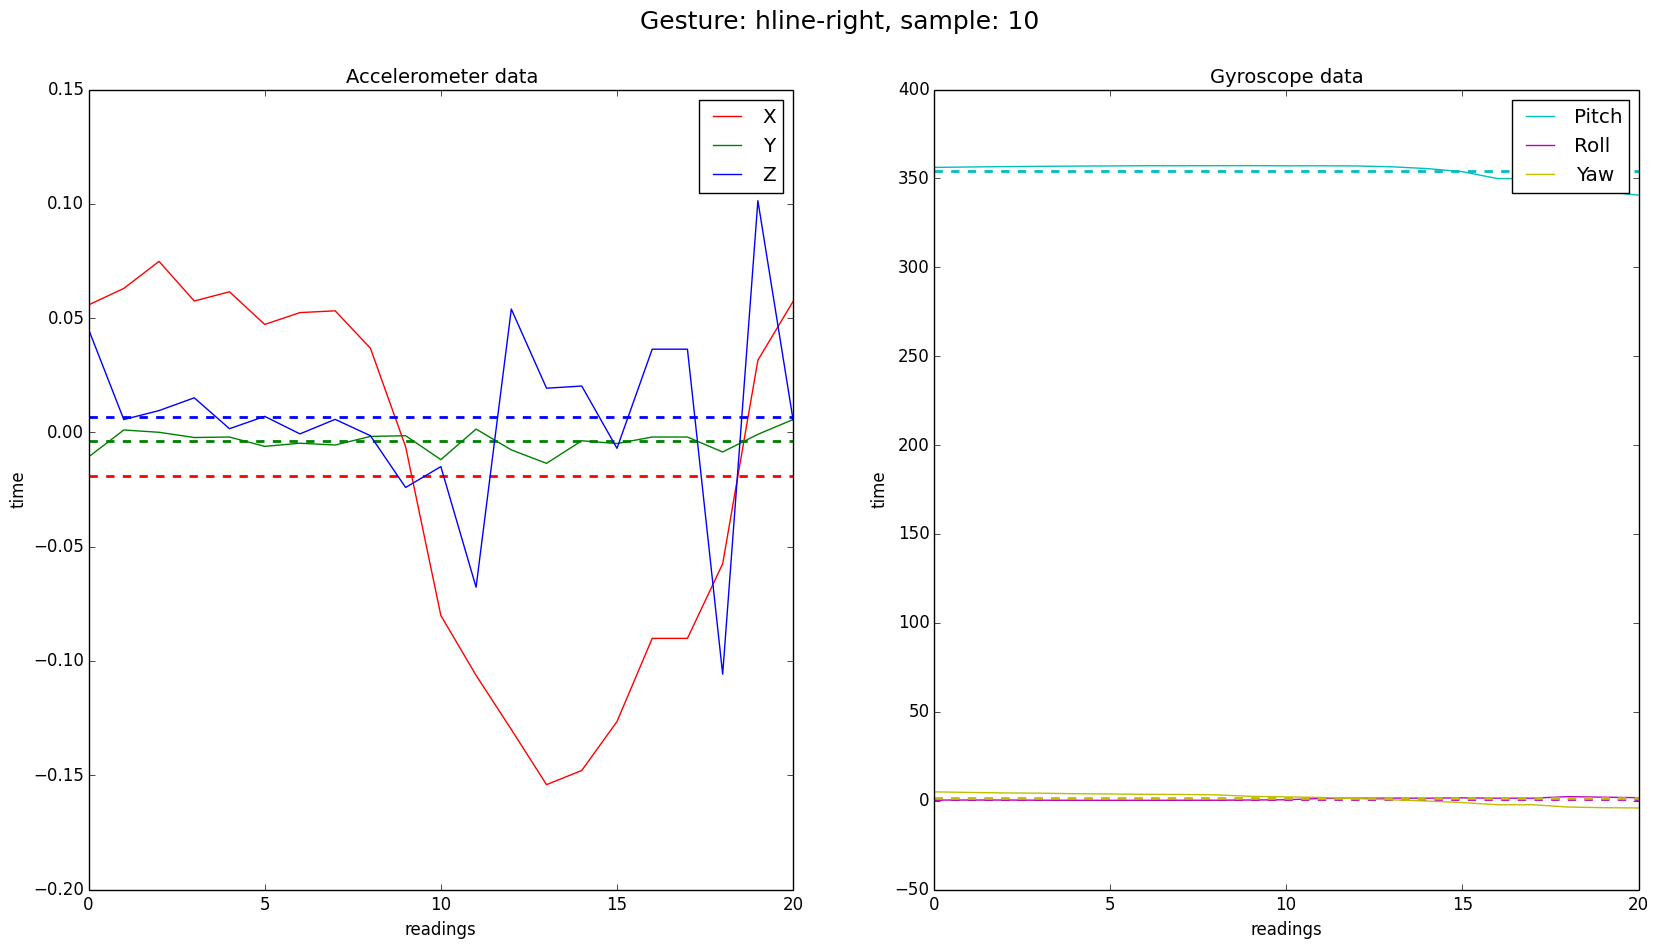 Gesture: hline-right, sample: 10
Accelerometer data
0.15
0.10
0.05
0.00
−0.05
−0.10
−0.15
−0.20
time
0
5
10
15
20
readings
X
Y
Z
Gyroscope data
400
350
300
250
200
150
100
50
0
−50
time
0
5
10
15
20
readings
Pitch
Roll
Yaw